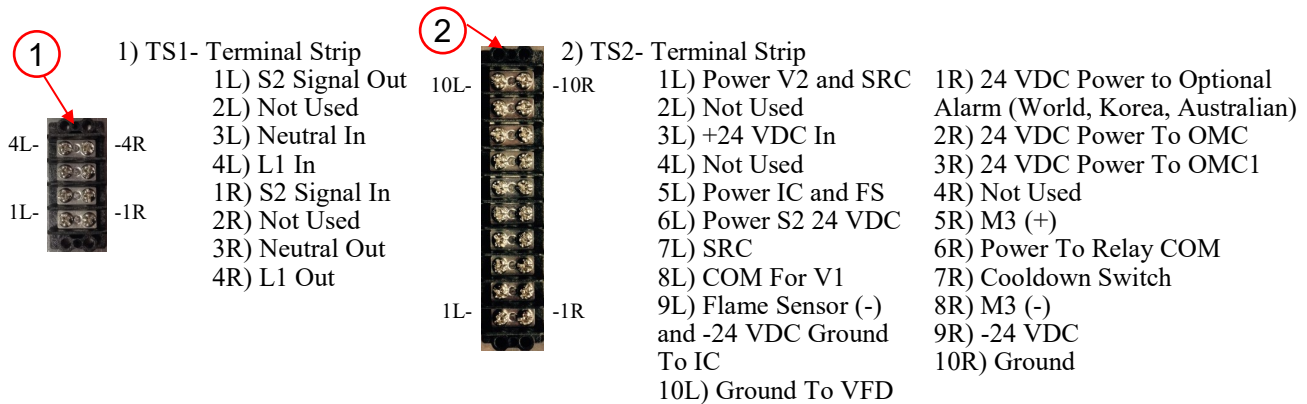 1
1) TS1- Terminal Strip
1L) S2 Signal Out
2L) Not Used
3L) Neutral In
4L) L1 In
1R) S2 Signal In
2R) Not Used
3R) Neutral Out
4R) L1 Out
4L-
-4R
1L-
-1R
2
10L-
-10R
1L-
-1R
2) TS2- Terminal Strip
1L) Power V2 and SRC
2L) Not Used
3L) +24 VDC In
4L) Not Used
5L) Power IC and FS
6L) Power S2 24 VDC
7L) SRC
8L) COM For V1
9L) Flame Sensor (-)
and -24 VDC Ground
To IC
10L) Ground To VFD
1R) 24 VDC Power to Optional
Alarm (World, Korea, Australian)
2R) 24 VDC Power To OMC
3R) 24 VDC Power To OMC1
4R) Not Used
5R) M3 (+)
6R) Power To Relay COM
7R) Cooldown Switch
8R) M3 (-)
9R) -24 VDC
10R) Ground